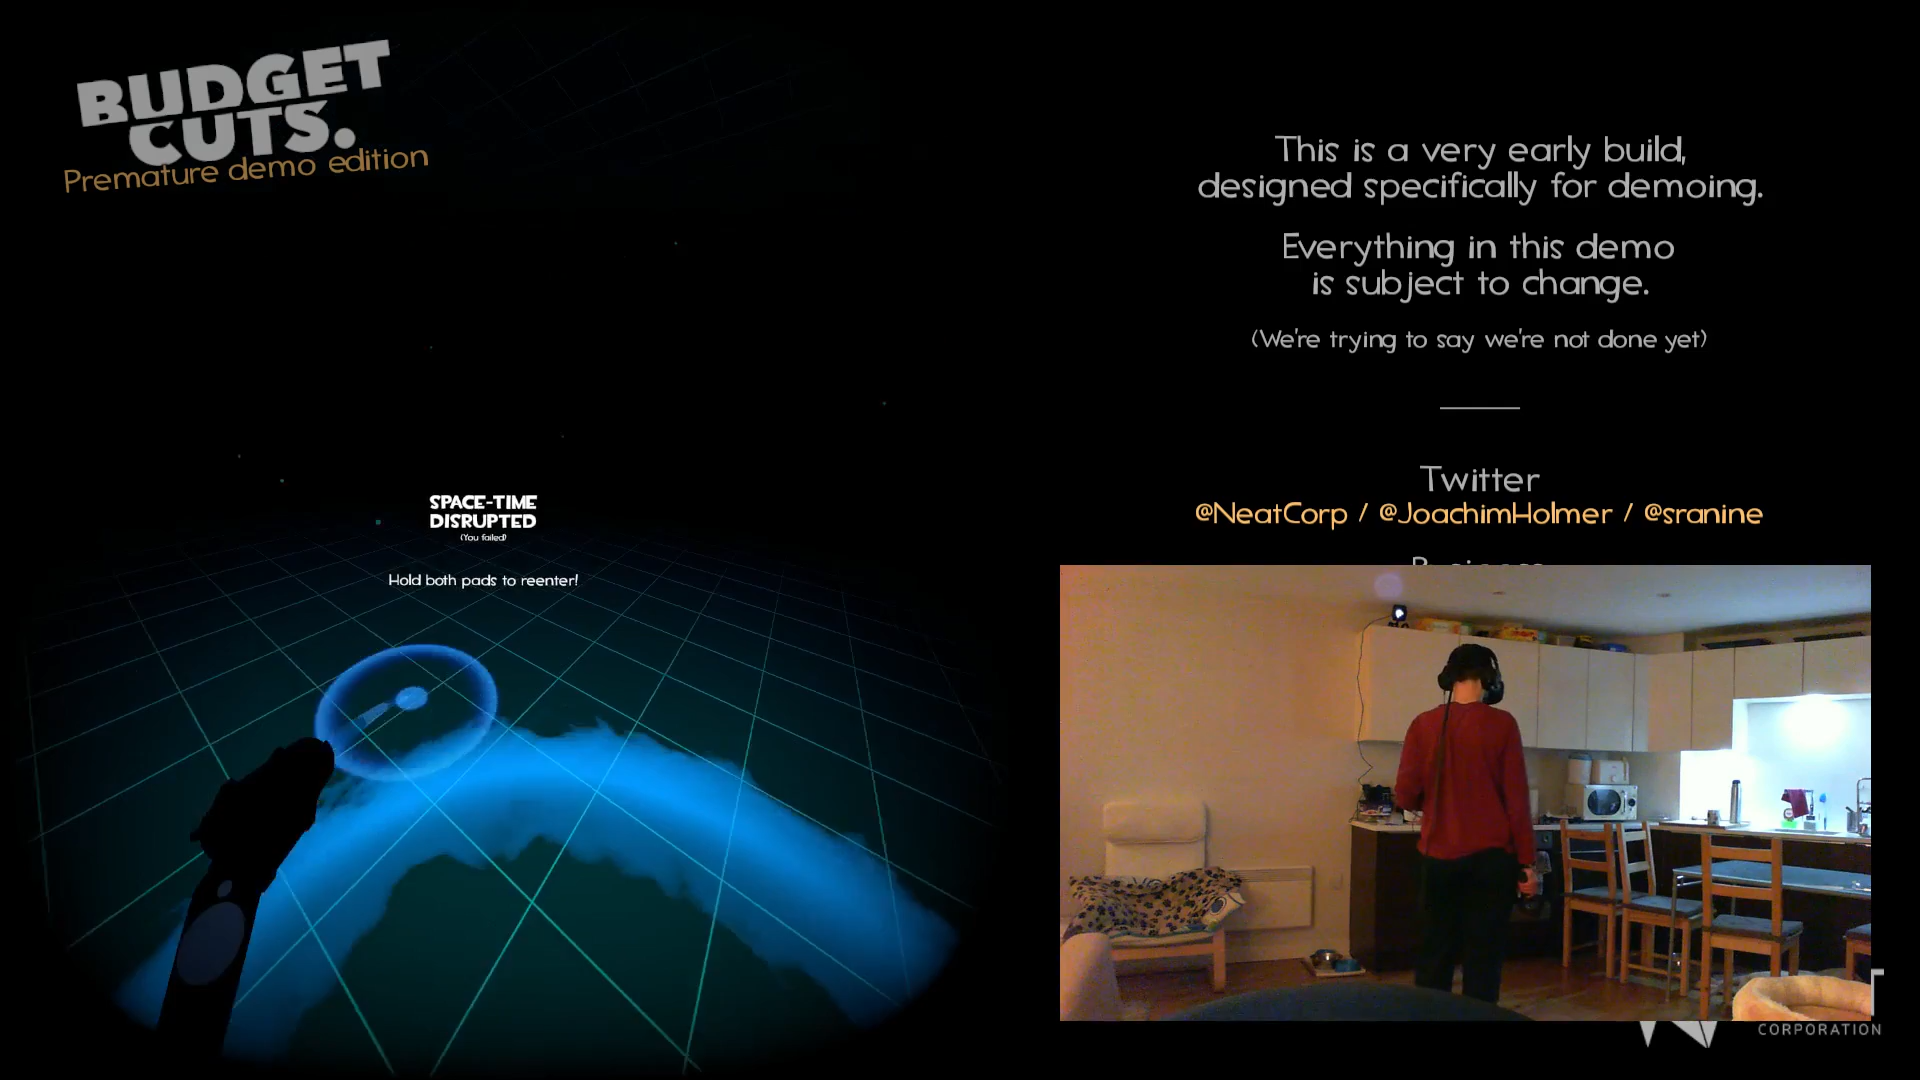 BUDGET
CUTS.
Premature demo edition
SPACE-TIME
DISRUPTED
(You failed)
Hold both pads to reenter!
This is a very early build,
designed specifically for demoing.
Everything in this demo
is subject to change.
(We're trying to say we're not done yet)
Twitter
@NeatCorp / @JoachimHolmer / @sranine
CORPORATION